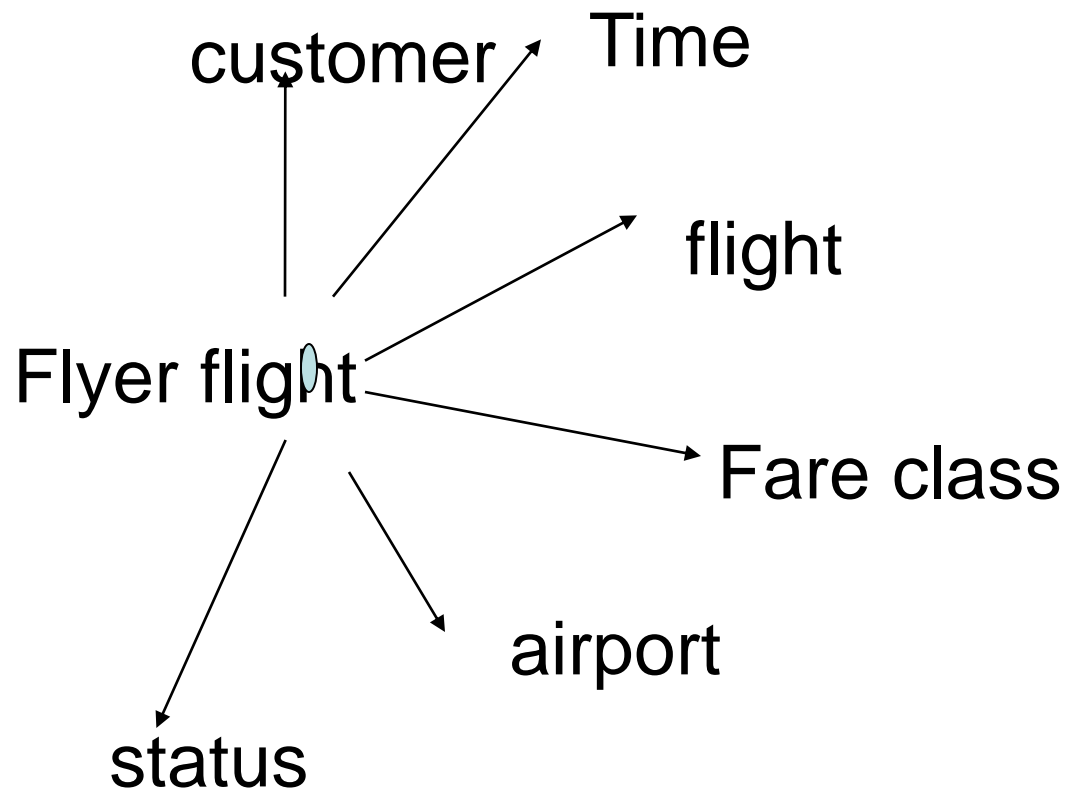 customer
Time
flight
Flyer flight
Fare class
airport
status